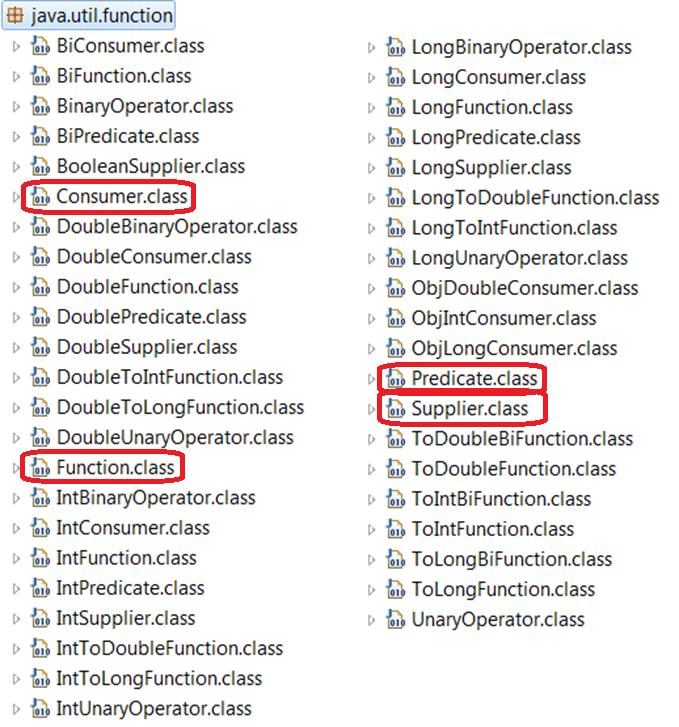 java.util.function
BiConsumer.class
BiFunction.class
BinaryOperator.class
BiPredicate.class
BooleanSupplier.class
Consumer.class
DoubleBinaryOperator.class
DoubleConsumer.class
DoubleFunction.class
DoublePredicate.class
DoubleSupplier.class
DoubleToIntFunction.class
DoubleToLongFunction.class
DoubleUnaryOperator.class
Function.class
IntBinaryOperator.class
IntConsumer.class
IntFunction.class
IntPredicate.class
IntSupplier.class
IntToDoubleFunction.class
IntToLongFunction.class
IntUnaryOperator.class
LongBinaryOperator.class
LongConsumer.class
LongFunction.class
LongPredicate.class
LongSupplier.class
LongToDoubleFunction.class
LongToIntFunction.class
LongUnaryOperator.class
ObjDoubleConsumer.class
ObjIntConsumer.class
ObjLongConsumer.class
Predicate.class
Supplier.class
ToDoubleBiFunction.class
ToDoubleFunction.class
ToIntBiFunction.class
ToIntFunction.class
ToLongBiFunction.class
ToLongFunction.class
UnaryOperator.class